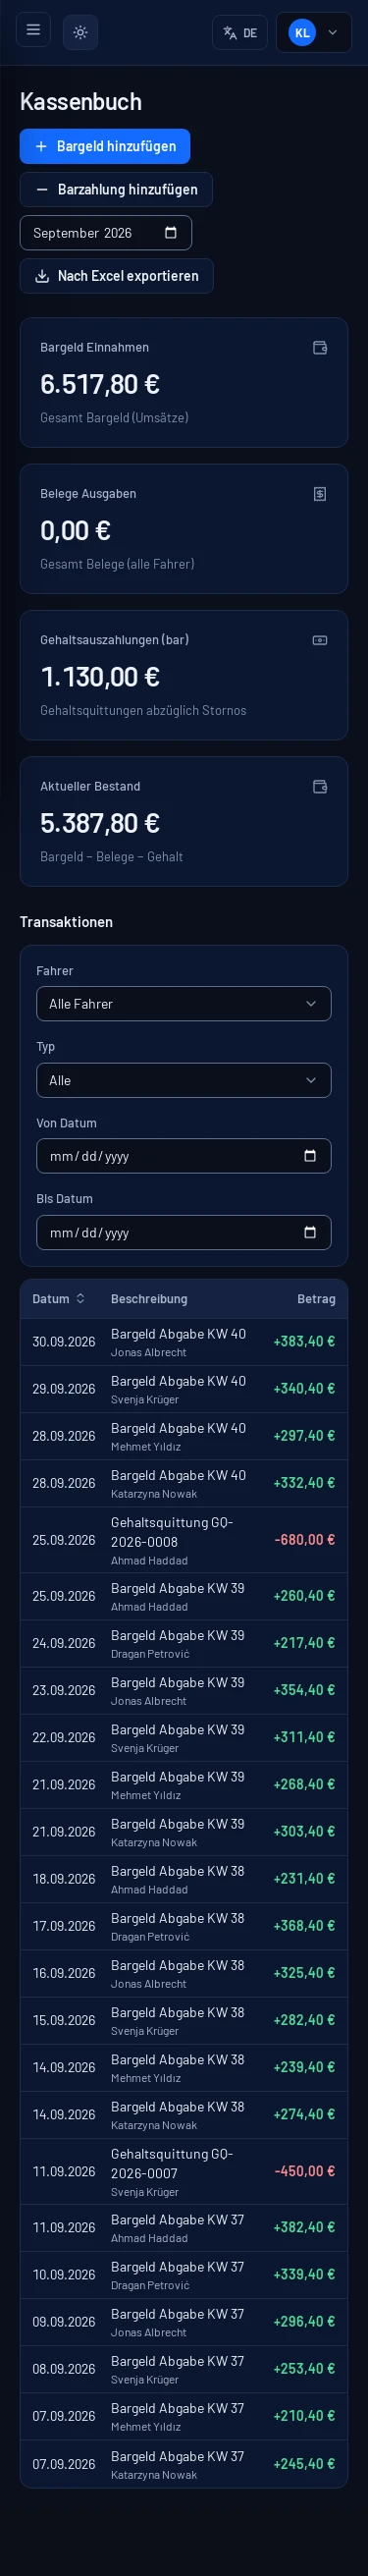 DE
KL
Kassenbuch
Bargeld hinzufügen
Barzahlung hinzufügen
September 2026
Nach Excel exportieren
Bargeld Einnahmen
6.517,80 €
Gesamt Bargeld (Umsätze)
Belege Ausgaben
0,00 €
Gesamt Belege (alle Fahrer)
Gehaltsauszahlungen (bar)
1.130,00 €
Gehaltsquittungen abzüglich Stornos
Aktueller Bestand
5.387,80 €
Bargeld − Belege − Gehalt
Transaktionen
Fahrer
Alle Fahrer
Typ
Alle
Von Datum
mm/dd/yyyy
Bis Datum
mm/dd/yyyy
Datum Beschreibung Betrag
30.09.2026 Bargeld Abgabe KW 40 +383,40 €
Jonas Albrecht
29.09.2026 Bargeld Abgabe KW 40 +340,40 €
Svenja Krüger
28.09.2026 Bargeld Abgabe KW 40 +297,40 €
Mehmet Yıldız
28.09.2026 Bargeld Abgabe KW 40 +332,40 €
Katarzyna Nowak
25.09.2026 Gehaltsquittung GQ-
2026-0008 -680,00 €
Ahmad Haddad
25.09.2026 Bargeld Abgabe KW 39 +260,40 €
Ahmad Haddad
24.09.2026 Bargeld Abgabe KW 39 +217,40 €
Dragan Petrović
23.09.2026 Bargeld Abgabe KW 39 +354,40 €
Jonas Albrecht
22.09.2026 Bargeld Abgabe KW 39 +311,40 €
Svenja Krüger
21.09.2026 Bargeld Abgabe KW 39 +268,40 €
Mehmet Yıldız
21.09.2026 Bargeld Abgabe KW 39 +303,40 €
Katarzyna Nowak
18.09.2026 Bargeld Abgabe KW 38 +231,40 €
Ahmad Haddad
17.09.2026 Bargeld Abgabe KW 38 +368,40 €
Dragan Petrović
16.09.2026 Bargeld Abgabe KW 38 +325,40 €
Jonas Albrecht
15.09.2026 Bargeld Abgabe KW 38 +282,40 €
Svenja Krüger
14.09.2026 Bargeld Abgabe KW 38 +239,40 €
Mehmet Yıldız
14.09.2026 Bargeld Abgabe KW 38 +274,40 €
Katarzyna Nowak
11.09.2026 Gehaltsquittung GQ-
2026-0007 -450,00 €
Svenja Krüger
11.09.2026 Bargeld Abgabe KW 37 +382,40 €
Ahmad Haddad
10.09.2026 Bargeld Abgabe KW 37 +339,40 €
Dragan Petrović
09.09.2026 Bargeld Abgabe KW 37 +296,40 €
Jonas Albrecht
08.09.2026 Bargeld Abgabe KW 37 +253,40 €
Svenja Krüger
07.09.2026 Bargeld Abgabe KW 37 +210,40 €
Mehmet Yıldız
07.09.2026 Bargeld Abgabe KW 37 +245,40 €
Katarzyna Nowak